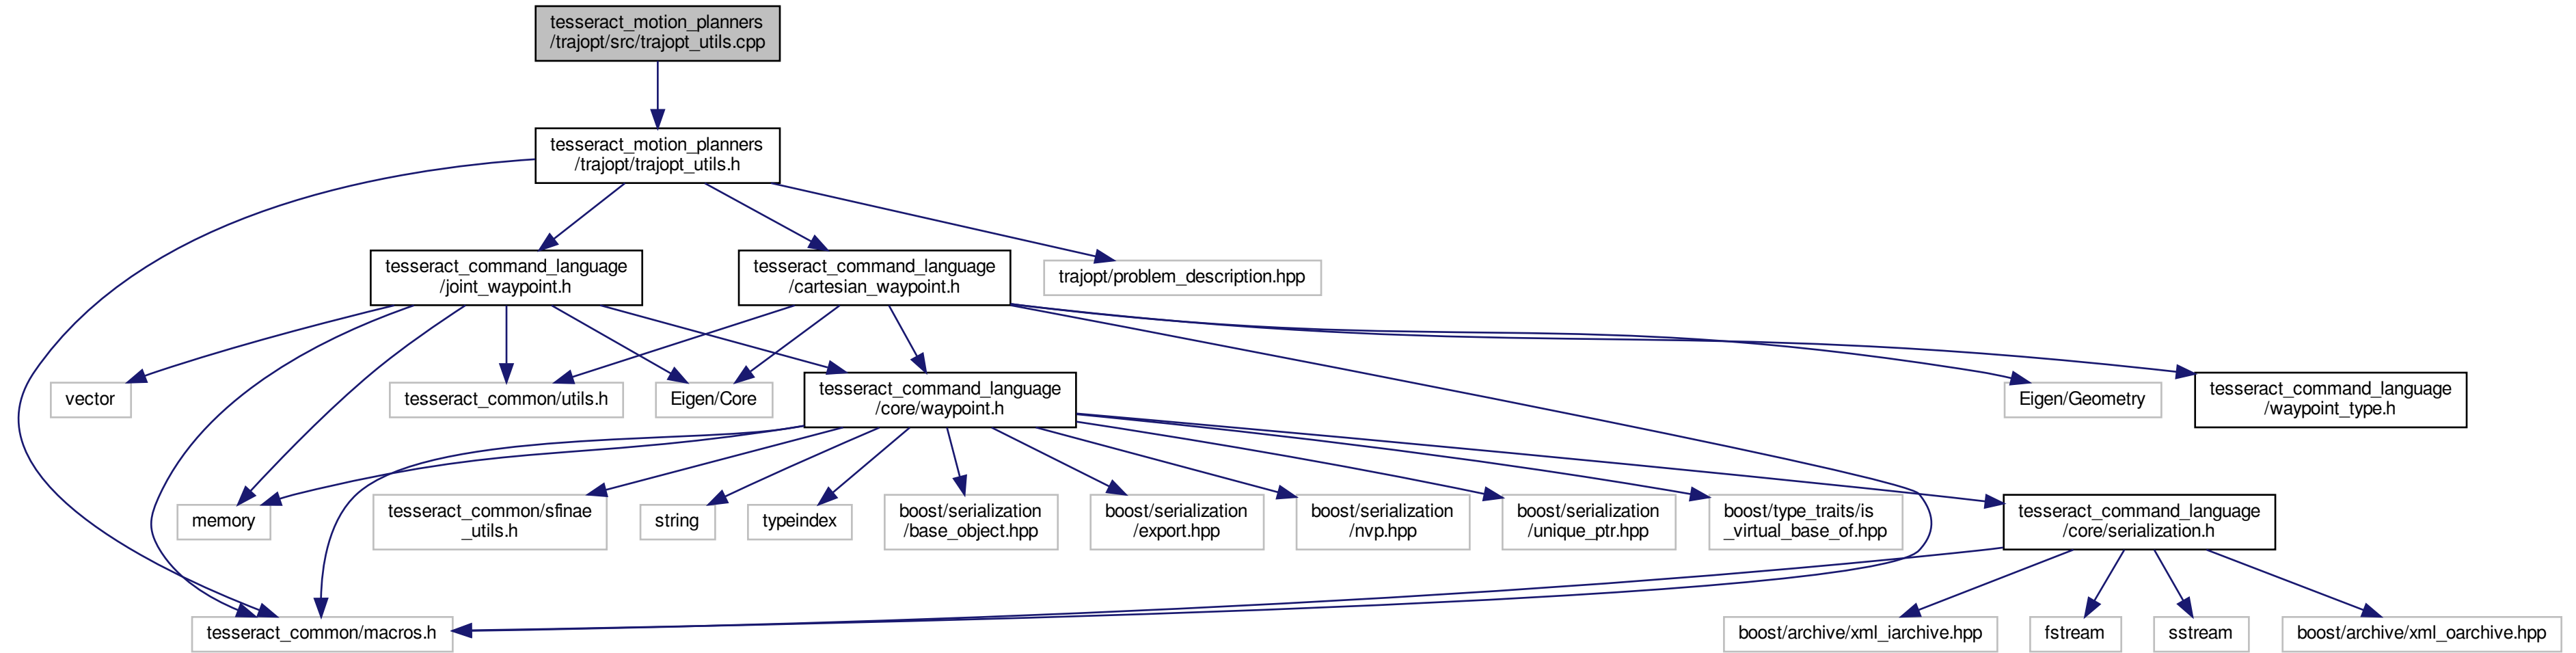 tesseract_motion_planners
/trajopt/src/trajopt_utils.cpp
tesseract_motion_planners
/trajopt/trajopt_utils.h
tesseract_command_language
/joint_waypoint.h
tesseract_command_language
/cartesian_waypoint.h
trajopt/problem_description.hpp
vector
tesseract_common/utils.h
Eigen/Core
tesseract_command_language
/core/waypoint.h
Eigen/Geometry
tesseract_command_language
/waypoint_type.h
memory
tesseract_common/sfinae
_utils.h
string
typeindex
boost/serialization
/base_object.hpp
boost/serialization
/export.hpp
boost/serialization
/nvp.hpp
boost/serialization
/unique_ptr.hpp
boost/type_traits/is
_virtual_base_of.hpp
tesseract_command_language
/core/serialization.h
tesseract_common/macros.h
boost/archive/xml_iarchive.hpp
fstream
sstream
boost/archive/xml_oarchive.hpp